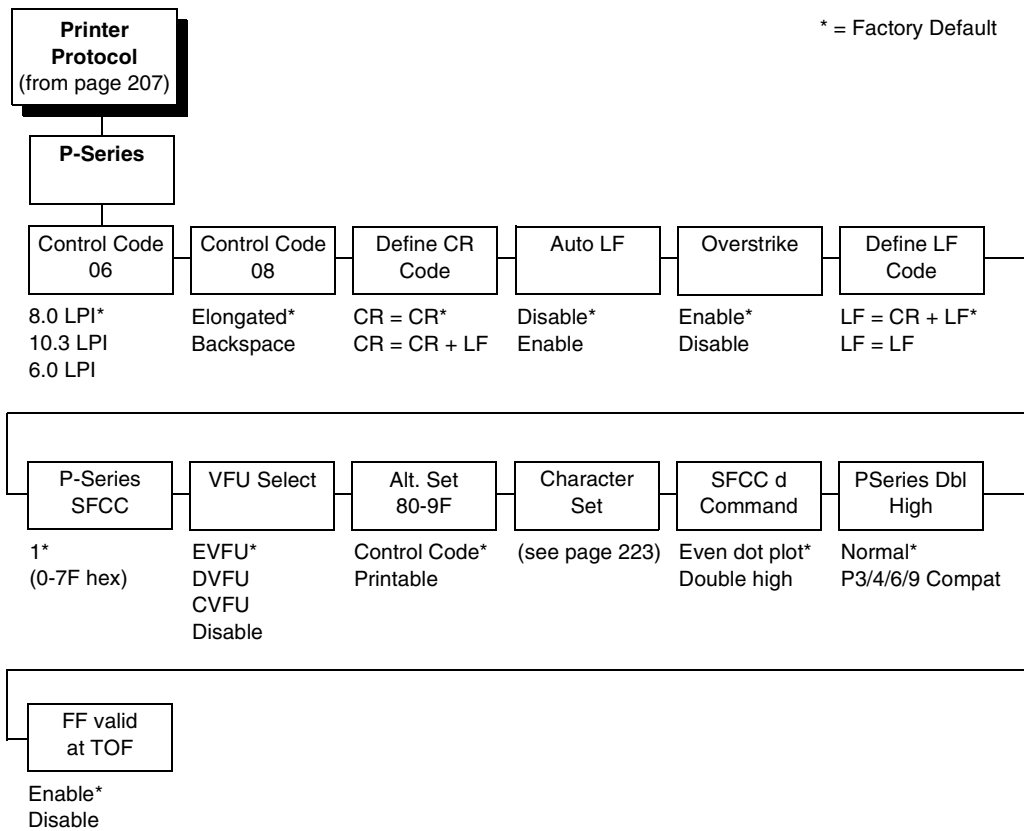 Printer
Protocol
(from page 207)
* = Factory Default
P-Series
Control Code
06
8.0 LPI*
10.3 LPI
6.0 LPI
Control Code
08
Elongated*
Backspace
Define CR
Code
CR = CR*
CR = CR + LF
Auto LF
Disable*
Enable
Overstrike
Enable*
Disable
Define LF
Code
LF = CR + LF*
LF = LF
P-Series
SFCC
1*
(0-7F hex)
VFU Select
EVFU*
DVFU
CVFU
Disable
Alt. Set
80-9F
Control Code*
Printable
Character
Set
(see page 223)
SFCC d
Command
Even dot plot*
Double high
PSeries Dbl
High
Normal*
P3/4/6/9 Compat
FF valid
at TOF
Enable*
Disable